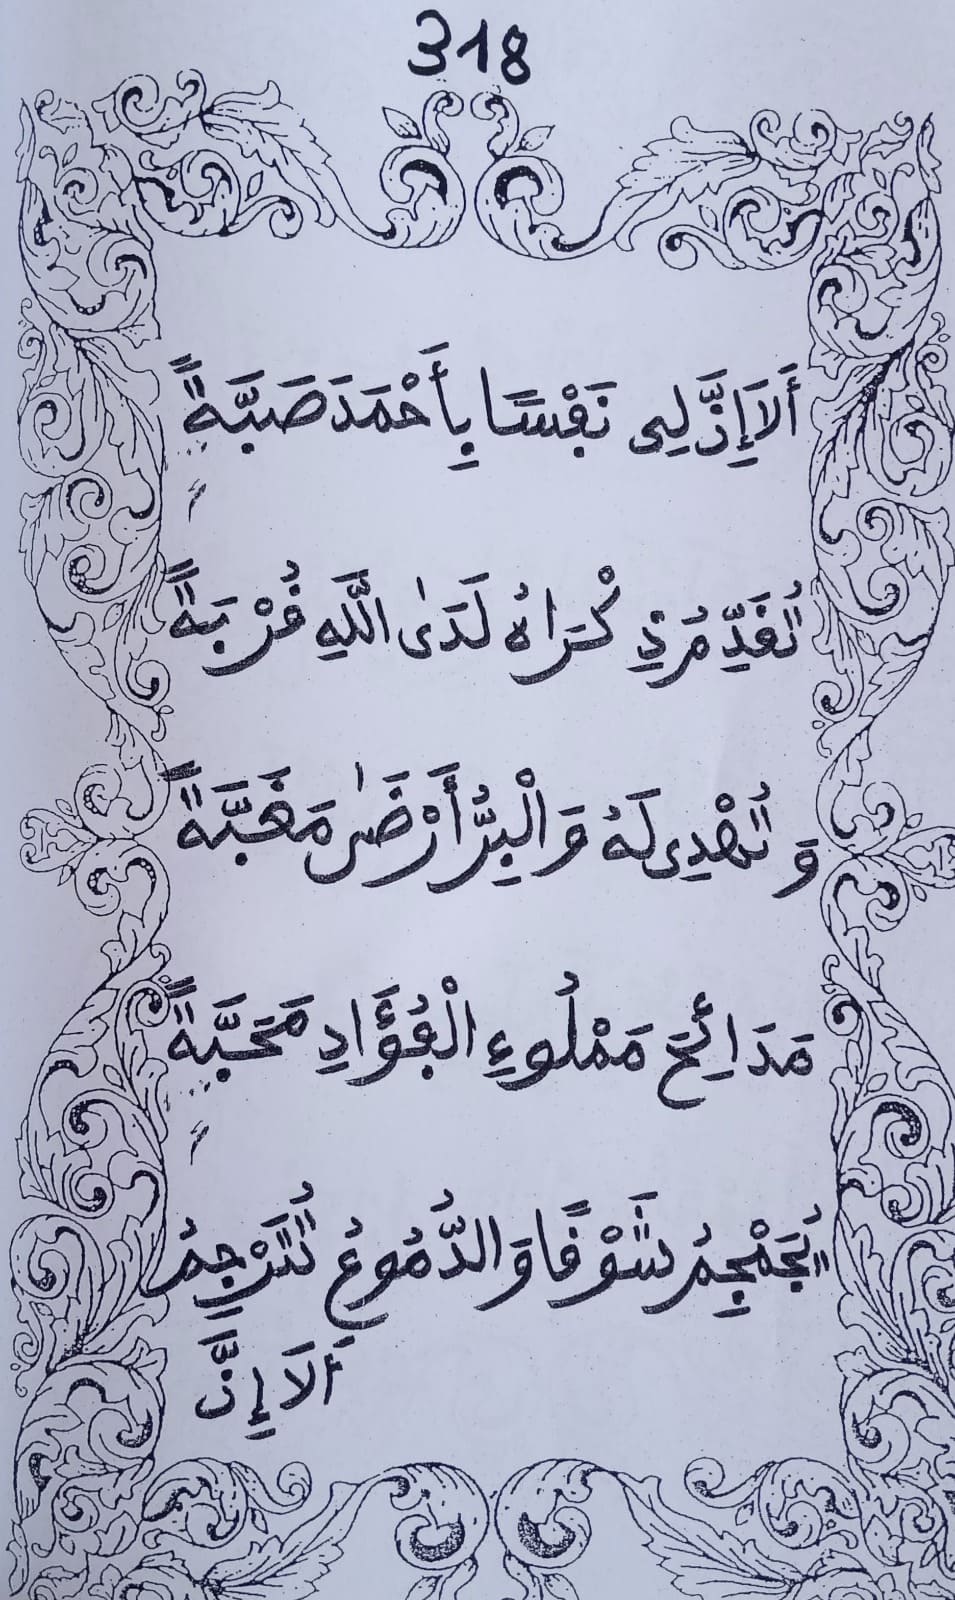 318
أَلَا إِنَّ لِي نَفْسًا بِأَحْمَدَ صَبَّةً
تُقَدِّمُ ذِكْرَاهُ لَدَى اللَّهِ قُرْبَةً
وَتُهْدِي لَهُ وَالْبِرُّ أَرْضَى مَغَبَّةً
مَدَائِحَ مَمْلُوءِ الْفُؤَادِ مَحَبَّةً
يُجَمْجِمُ شَوْقًا وَالدُّمُوعُ تُتَرْجِمُ
أَلَا إِنَّ